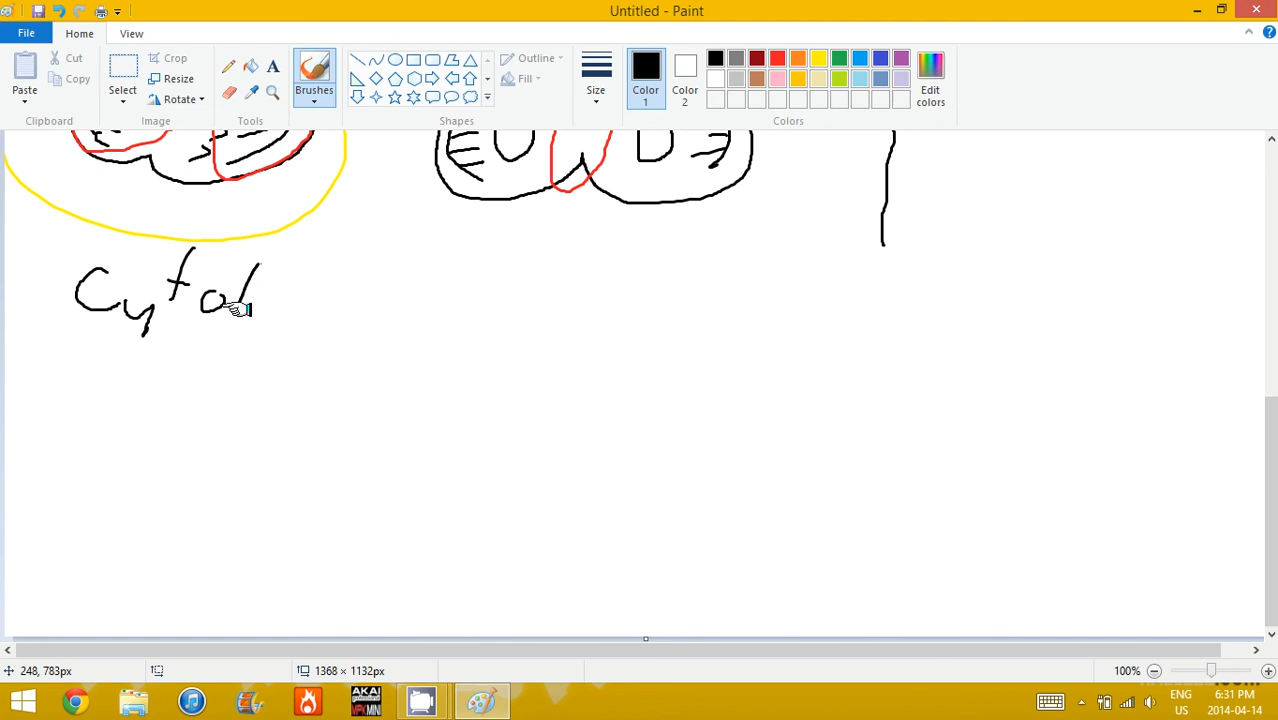 Untitled - Paint
File
Home
View
Paste
Cut
Copy
Clipboard
Select
Crop
Resize
Rotate
Image
Tools
Brushes
Outline
Fill
Shapes
Size
Color 1
Color 2
Edit colors
Colors
Cyto
248, 783px
1368 × 1132px
100%
AKAI
ENG
US
6:31 PM
2014-04-14